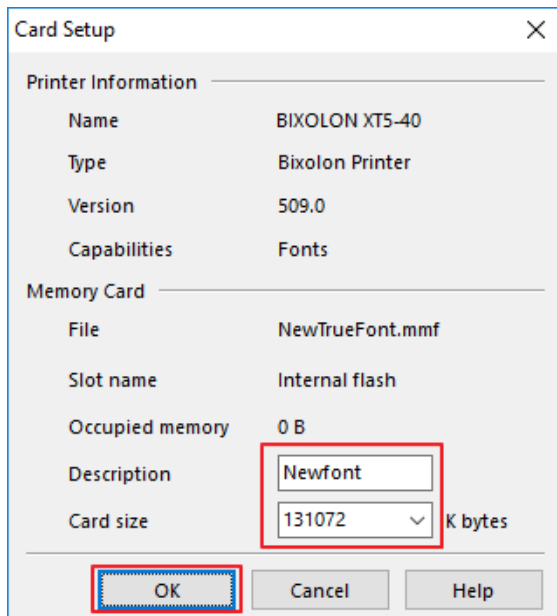 Card Setup
Printer Information
Name BIXOLON XT5-40
Type Bixolon Printer
Version 509.0
Capabilities Fonts
Memory Card
File NewTrueFont.mmf
Slot name Internal flash
Occupied memory 0 B
Description Newfont
Card size 131072 K bytes
OK Cancel Help